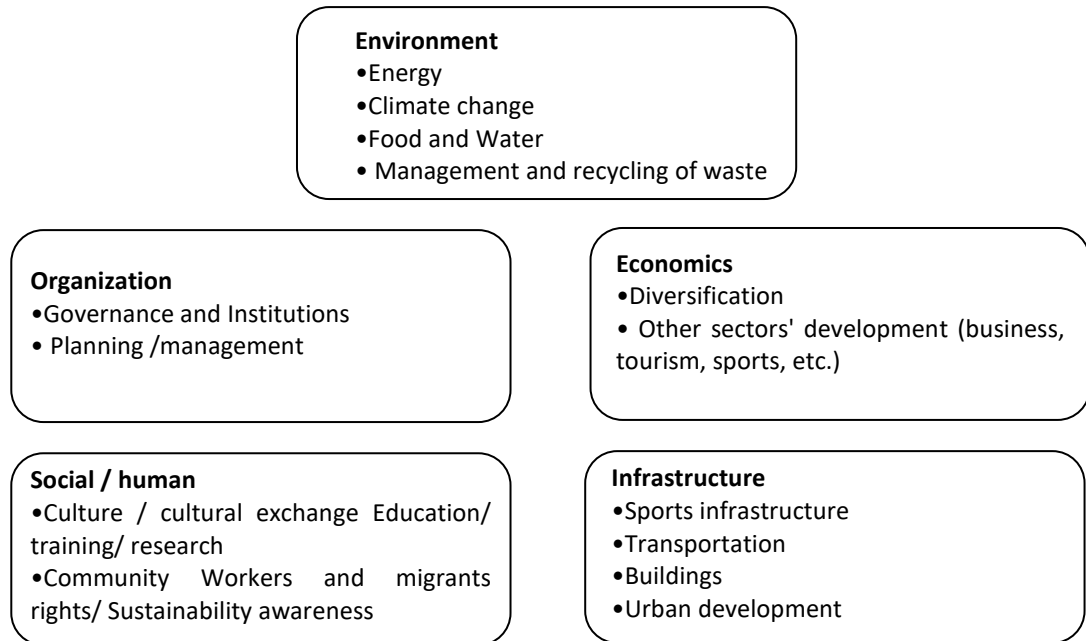 Environment
•Energy
•Climate change
•Food and Water
• Management and recycling of waste
Organization
•Governance and Institutions
• Planning /management
Economics
•Diversification
• Other sectors' development (business,
tourism, sports, etc.)
Social / human
•Culture / cultural exchange Education/
training/ research
•Community Workers and migrants
rights/ Sustainability awareness
Infrastructure
•Sports infrastructure
•Transportation
•Buildings
•Urban development